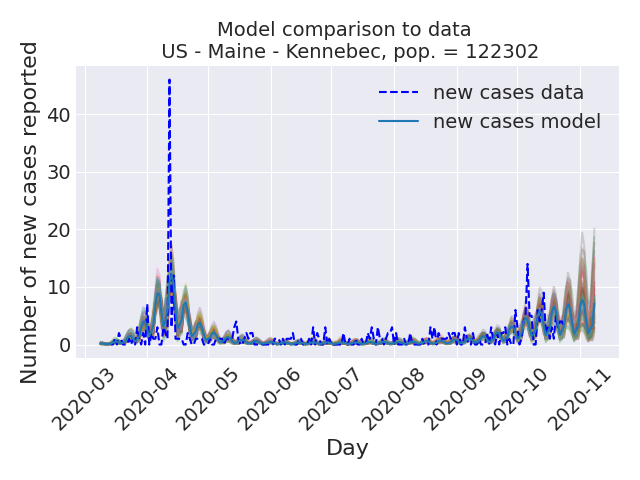 Model comparison to data
US - Maine - Kennebec, pop. = 122302
Number of new cases reported
40
30
20
10
0
new cases data
new cases model
2020-03
2020-04
2020-05
2020-06
2020-07
2020-08
2020-09
2020-10
2020-11
Day